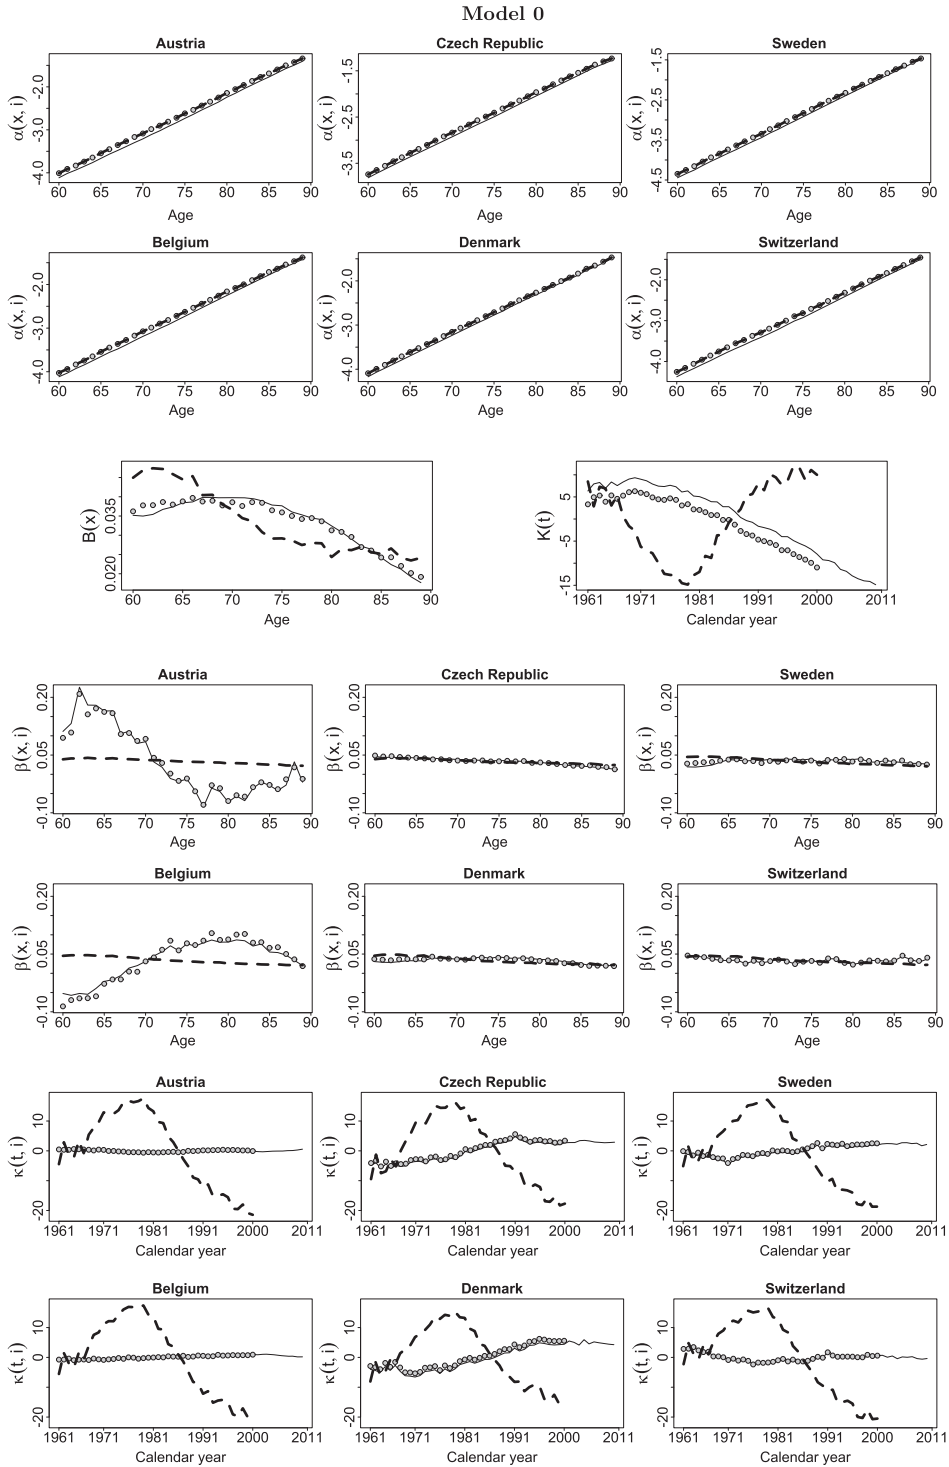 Model 0
Austria Czech Republic Sweden
α(x, i) -4.0 -3.0 -2.0 α(x, i) -3.5 -2.5 -1.5 α(x, i) -4.5 -3.5 -2.5 -1.5
60 65 70 75 80 85 90 60 65 70 75 80 85 90 60 65 70 75 80 85 90
Age Age Age
Belgium Denmark Switzerland
α(x, i) -4.0 -3.0 -2.0 α(x, i) -4.0 -3.0 -2.0 α(x, i) -4.0 -3.0 -2.0
60 65 70 75 80 85 90 60 65 70 75 80 85 90 60 65 70 75 80 85 90
Age Age Age
B(x) 0.020 0.035 K(t) -15 -5 5
60 65 70 75 80 85 90 1961 1971 1981 1991 2000 2011
Age Calendar year
Austria Czech Republic Sweden
β(x, i) -0.10 0.05 0.20 β(x, i) -0.10 0.05 0.20 β(x, i) -0.10 0.05 0.20
60 65 70 75 80 85 90 60 65 70 75 80 85 90 60 65 70 75 80 85 90
Age Age Age
Belgium Denmark Switzerland
β(x, i) -0.10 0.05 0.20 β(x, i) -0.10 0.05 0.20 β(x, i) -0.10 0.05 0.20
60 65 70 75 80 85 90 60 65 70 75 80 85 90 60 65 70 75 80 85 90
Age Age Age
Austria Czech Republic Sweden
κ(t, i) -20 0 10 κ(t, i) -20 0 10 κ(t, i) -20 0 10
1961 1971 1981 1991 2000 2011 1961 1971 1981 1991 2000 2011 1961 1971 1981 1991 2000 2011
Calendar year Calendar year Calendar year
Belgium Denmark Switzerland
κ(t, i) -20 0 10 κ(t, i) -20 0 10 κ(t, i) -20 0 10
1961 1971 1981 1991 2000 2011 1961 1971 1981 1991 2000 2011 1961 1971 1981 1991 2000 2011
Calendar year Calendar year Calendar year